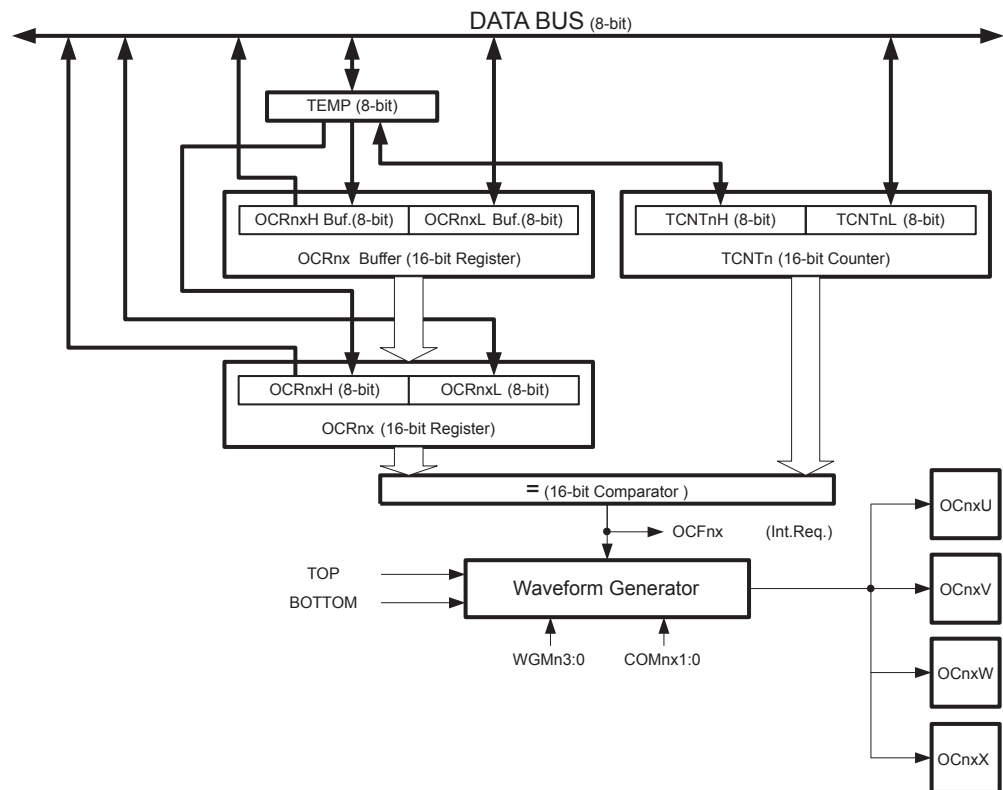 DATA BUS (8-bit)
TEMP (8-bit)
OCRnxH Buf.(8-bit) OCRnxL Buf.(8-bit)
OCRnx Buffer (16-bit Register)
TCNTnH (8-bit) TCNTnL (8-bit)
TCNTn (16-bit Counter)
OCRnxH (8-bit) OCRnxL (8-bit)
OCRnx (16-bit Register)
= (16-bit Comparator )
OCFnx (Int.Req.)
TOP
BOTTOM
Waveform Generator
WGMn3:0 COMnx1:0
OCnxU
OCnxV
OCnxW
OCnxX